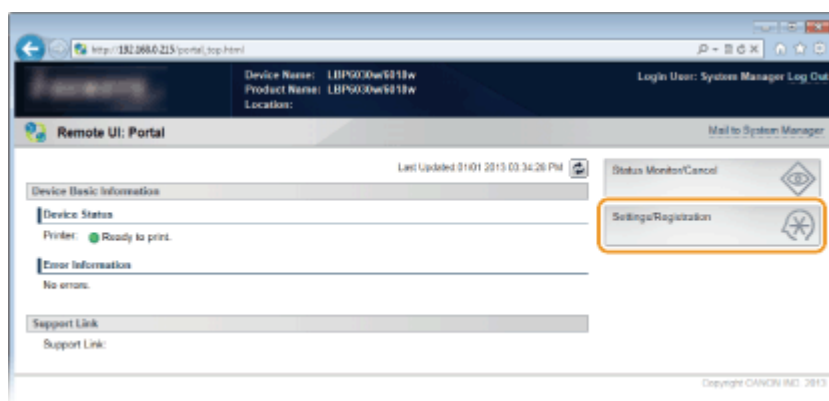 http://192.168.0.215/portal_top.html
Device Name: LBP6030w/6018w
Product Name: LBP6030w/6018w
Location:
Login User: System Manager Log Out
Remote UI: Portal
Mail to System Manager
Last Updated 01/01 2013 03:34:28 PM
Status Monitor/Cancel
Device Basic Information
Settings/Registration
Device Status
Printer: Ready to print.
Error Information
No errors.
Support Link
Support Link:
Copyright CANON INC. 2013